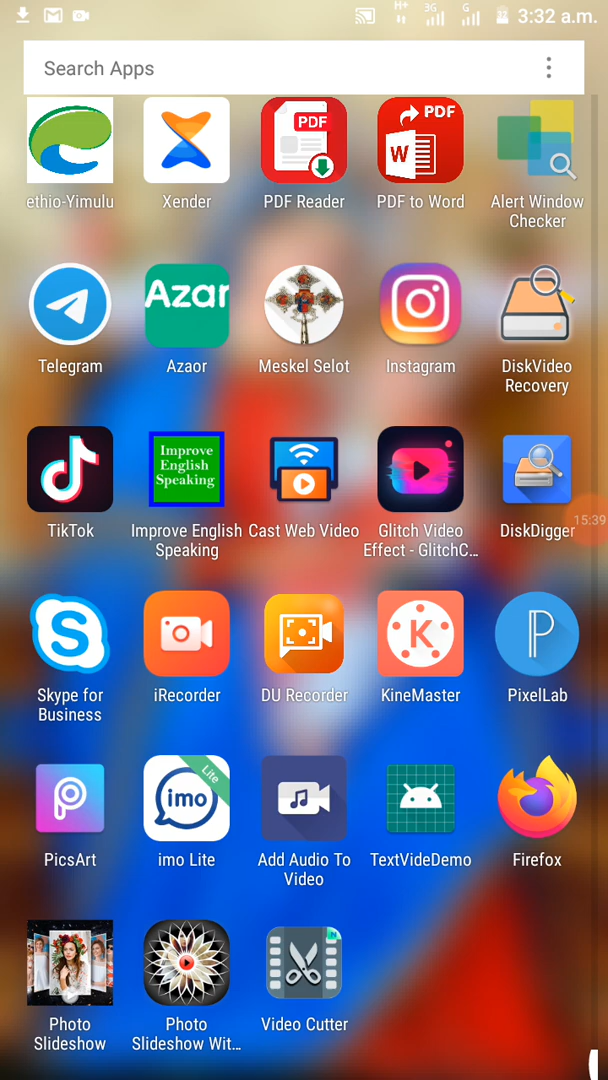 H+ 3G G 3:32 a.m.
Search Apps
PDF
PDF
W
ethio-Yimulu Xender PDF Reader PDF to Word Alert Window
Checker
Azar
Telegram Azaor Meskel Selot Instagram DiskVideo
Recovery
Improve
English
Speaking
15:39
TikTok Improve English Cast Web Video Glitch Video DiskDigger
Speaking Effect - GlitchC...
S K P
Skype for iRecorder DU Recorder KineMaster PixelLab
Business
Lite
imo
PicsArt imo Lite Add Audio To TextVideDemo Firefox
Video
N
Photo Photo Video Cutter
Slideshow Slideshow Wit...